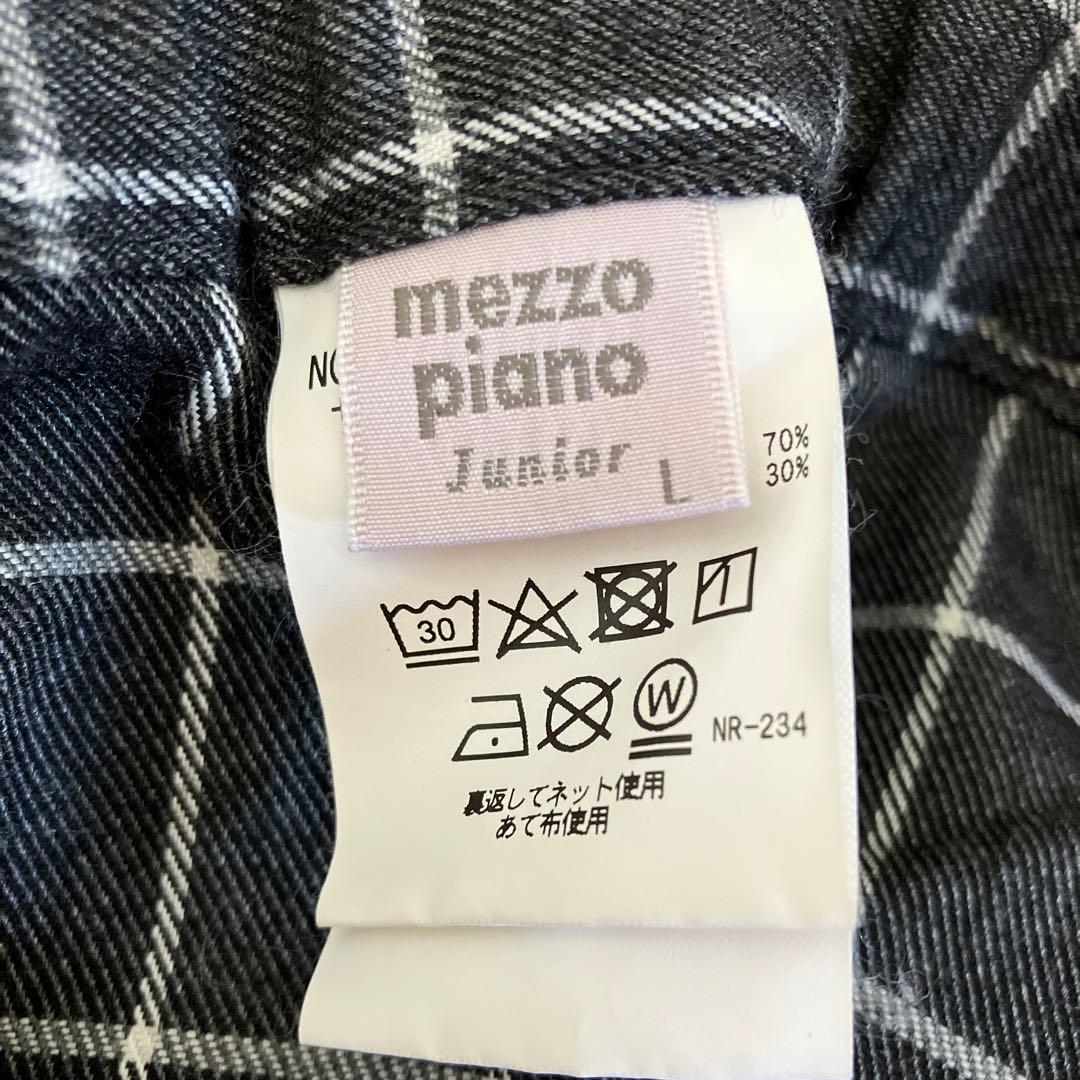 mezzo
piano
Junior
L
70%
30%
30
W
NR-234
裏返してネット使用
あて布使用